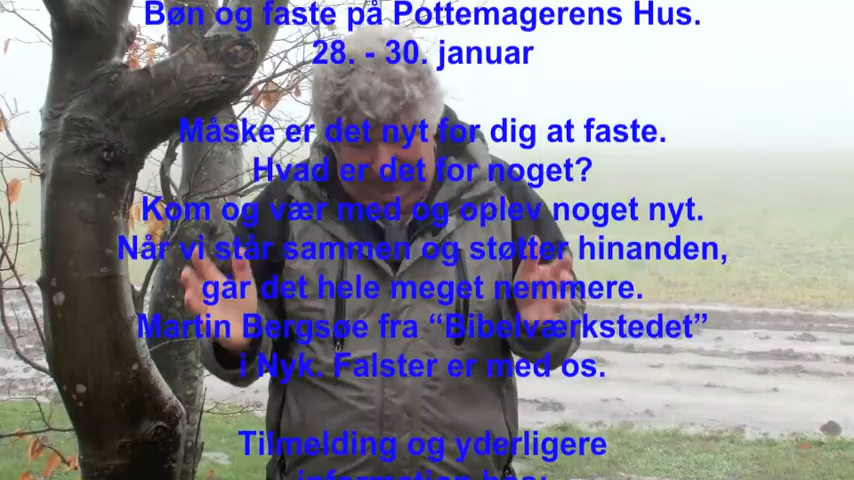 Bøn og faste på Pottemagerens Hus.
28. - 30. januar
Måske er det nyt for dig at faste.
Hvad er det for noget?
Kom og vær med og oplev noget nyt.
Når vi står sammen og støtter hinanden,
går det hele meget nemmere.
Martin Bergsøe fra “Bibelværkstedet”
i Nyk. Falster er med os.
Tilmelding og yderligere
information hos: